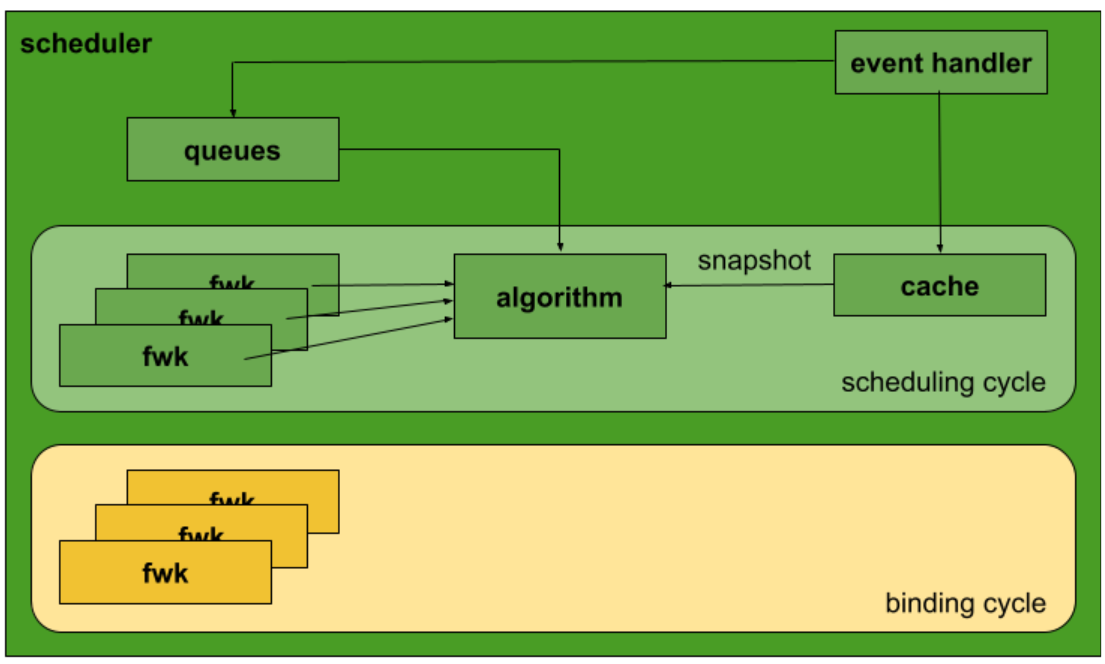 scheduler
event handler
queues
snapshot
fwk
fwk
fwk
algorithm
cache
scheduling cycle
fwk
fwk
fwk
binding cycle